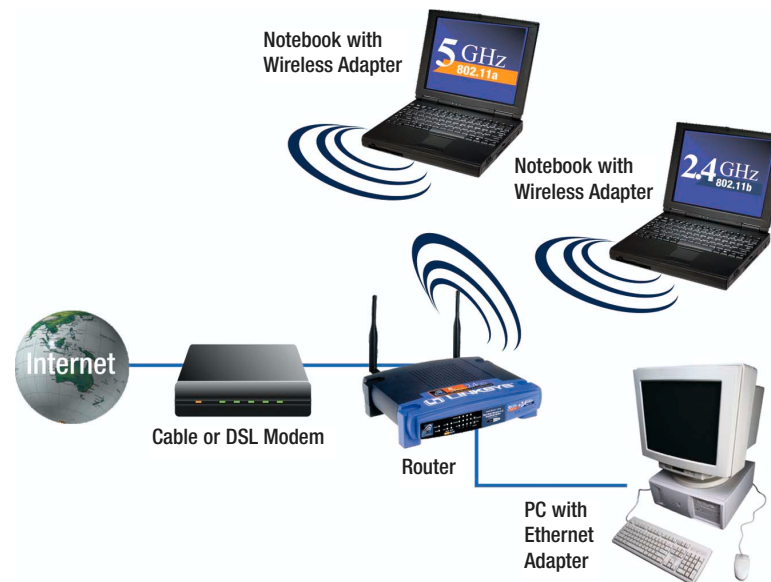 Notebook with
Wireless Adapter
5 GHz
802.11a
Notebook with
Wireless Adapter
2.4 GHz
802.11b
Internet
Cable or DSL Modem
LINKSYS
Router
PC with
Ethernet
Adapter